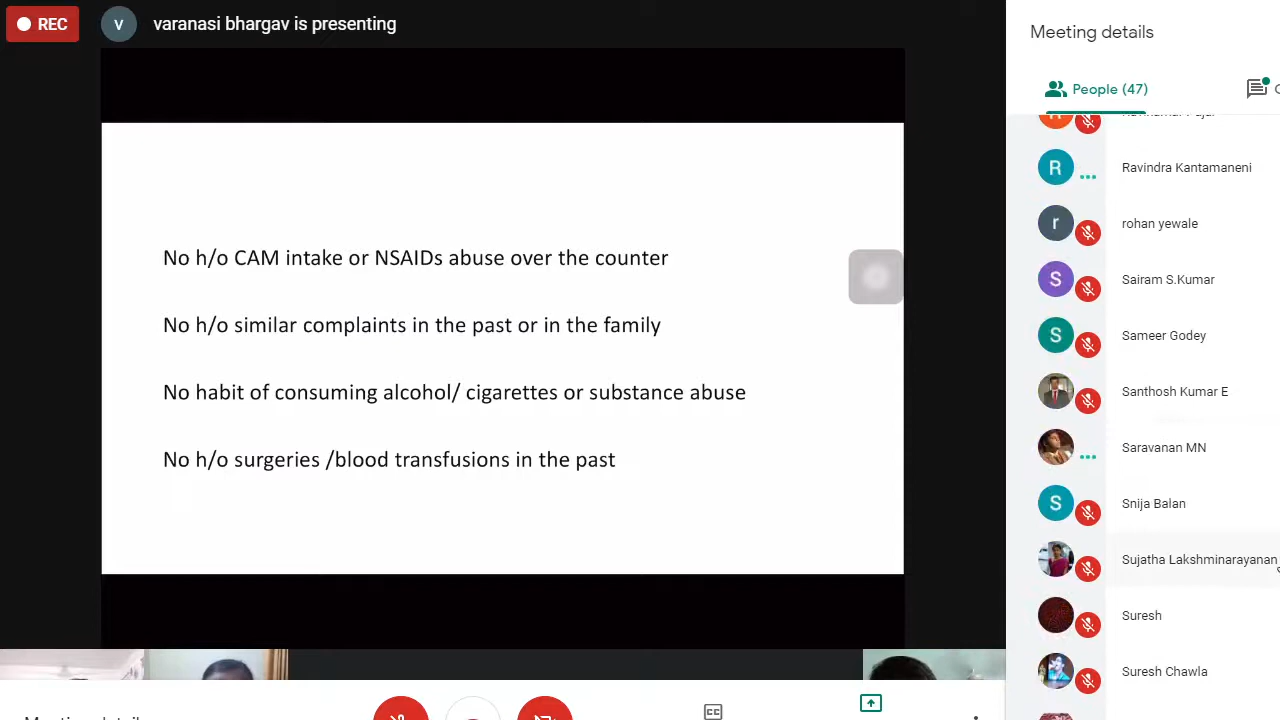 REC
V
varanasi bhargav is presenting
No h/o CAM intake or NSAIDs abuse over the counter
No h/o similar complaints in the past or in the family
No habit of consuming alcohol/ cigarettes or substance abuse
No h/o surgeries /blood transfusions in the past
CC
Meeting details
People (47)
R
Ravindra Kantamaneni
r
rohan yewale
S
Sairam S.Kumar
S
Sameer Godey
Santhosh Kumar E
Saravanan MN
S
Snija Balan
Sujatha Lakshminarayanan
Suresh
Suresh Chawla